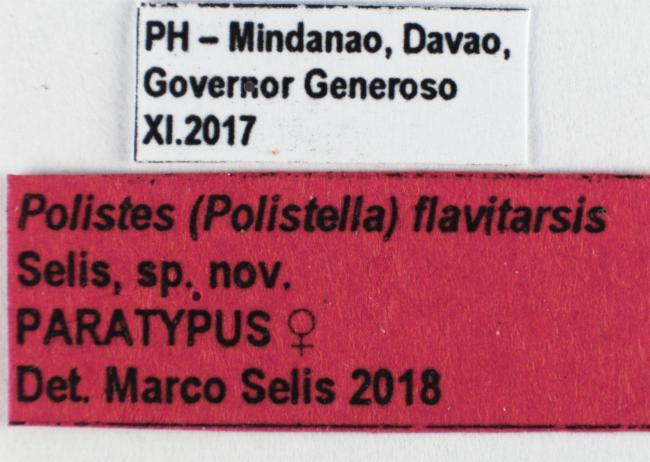 PH – Mindanao, Davao,
Governor Generoso
XI.2017
Polistes (Polistella) flavitarsis
Selis, sp. nov.
PARATYPUS ♀
Det. Marco Selis 2018